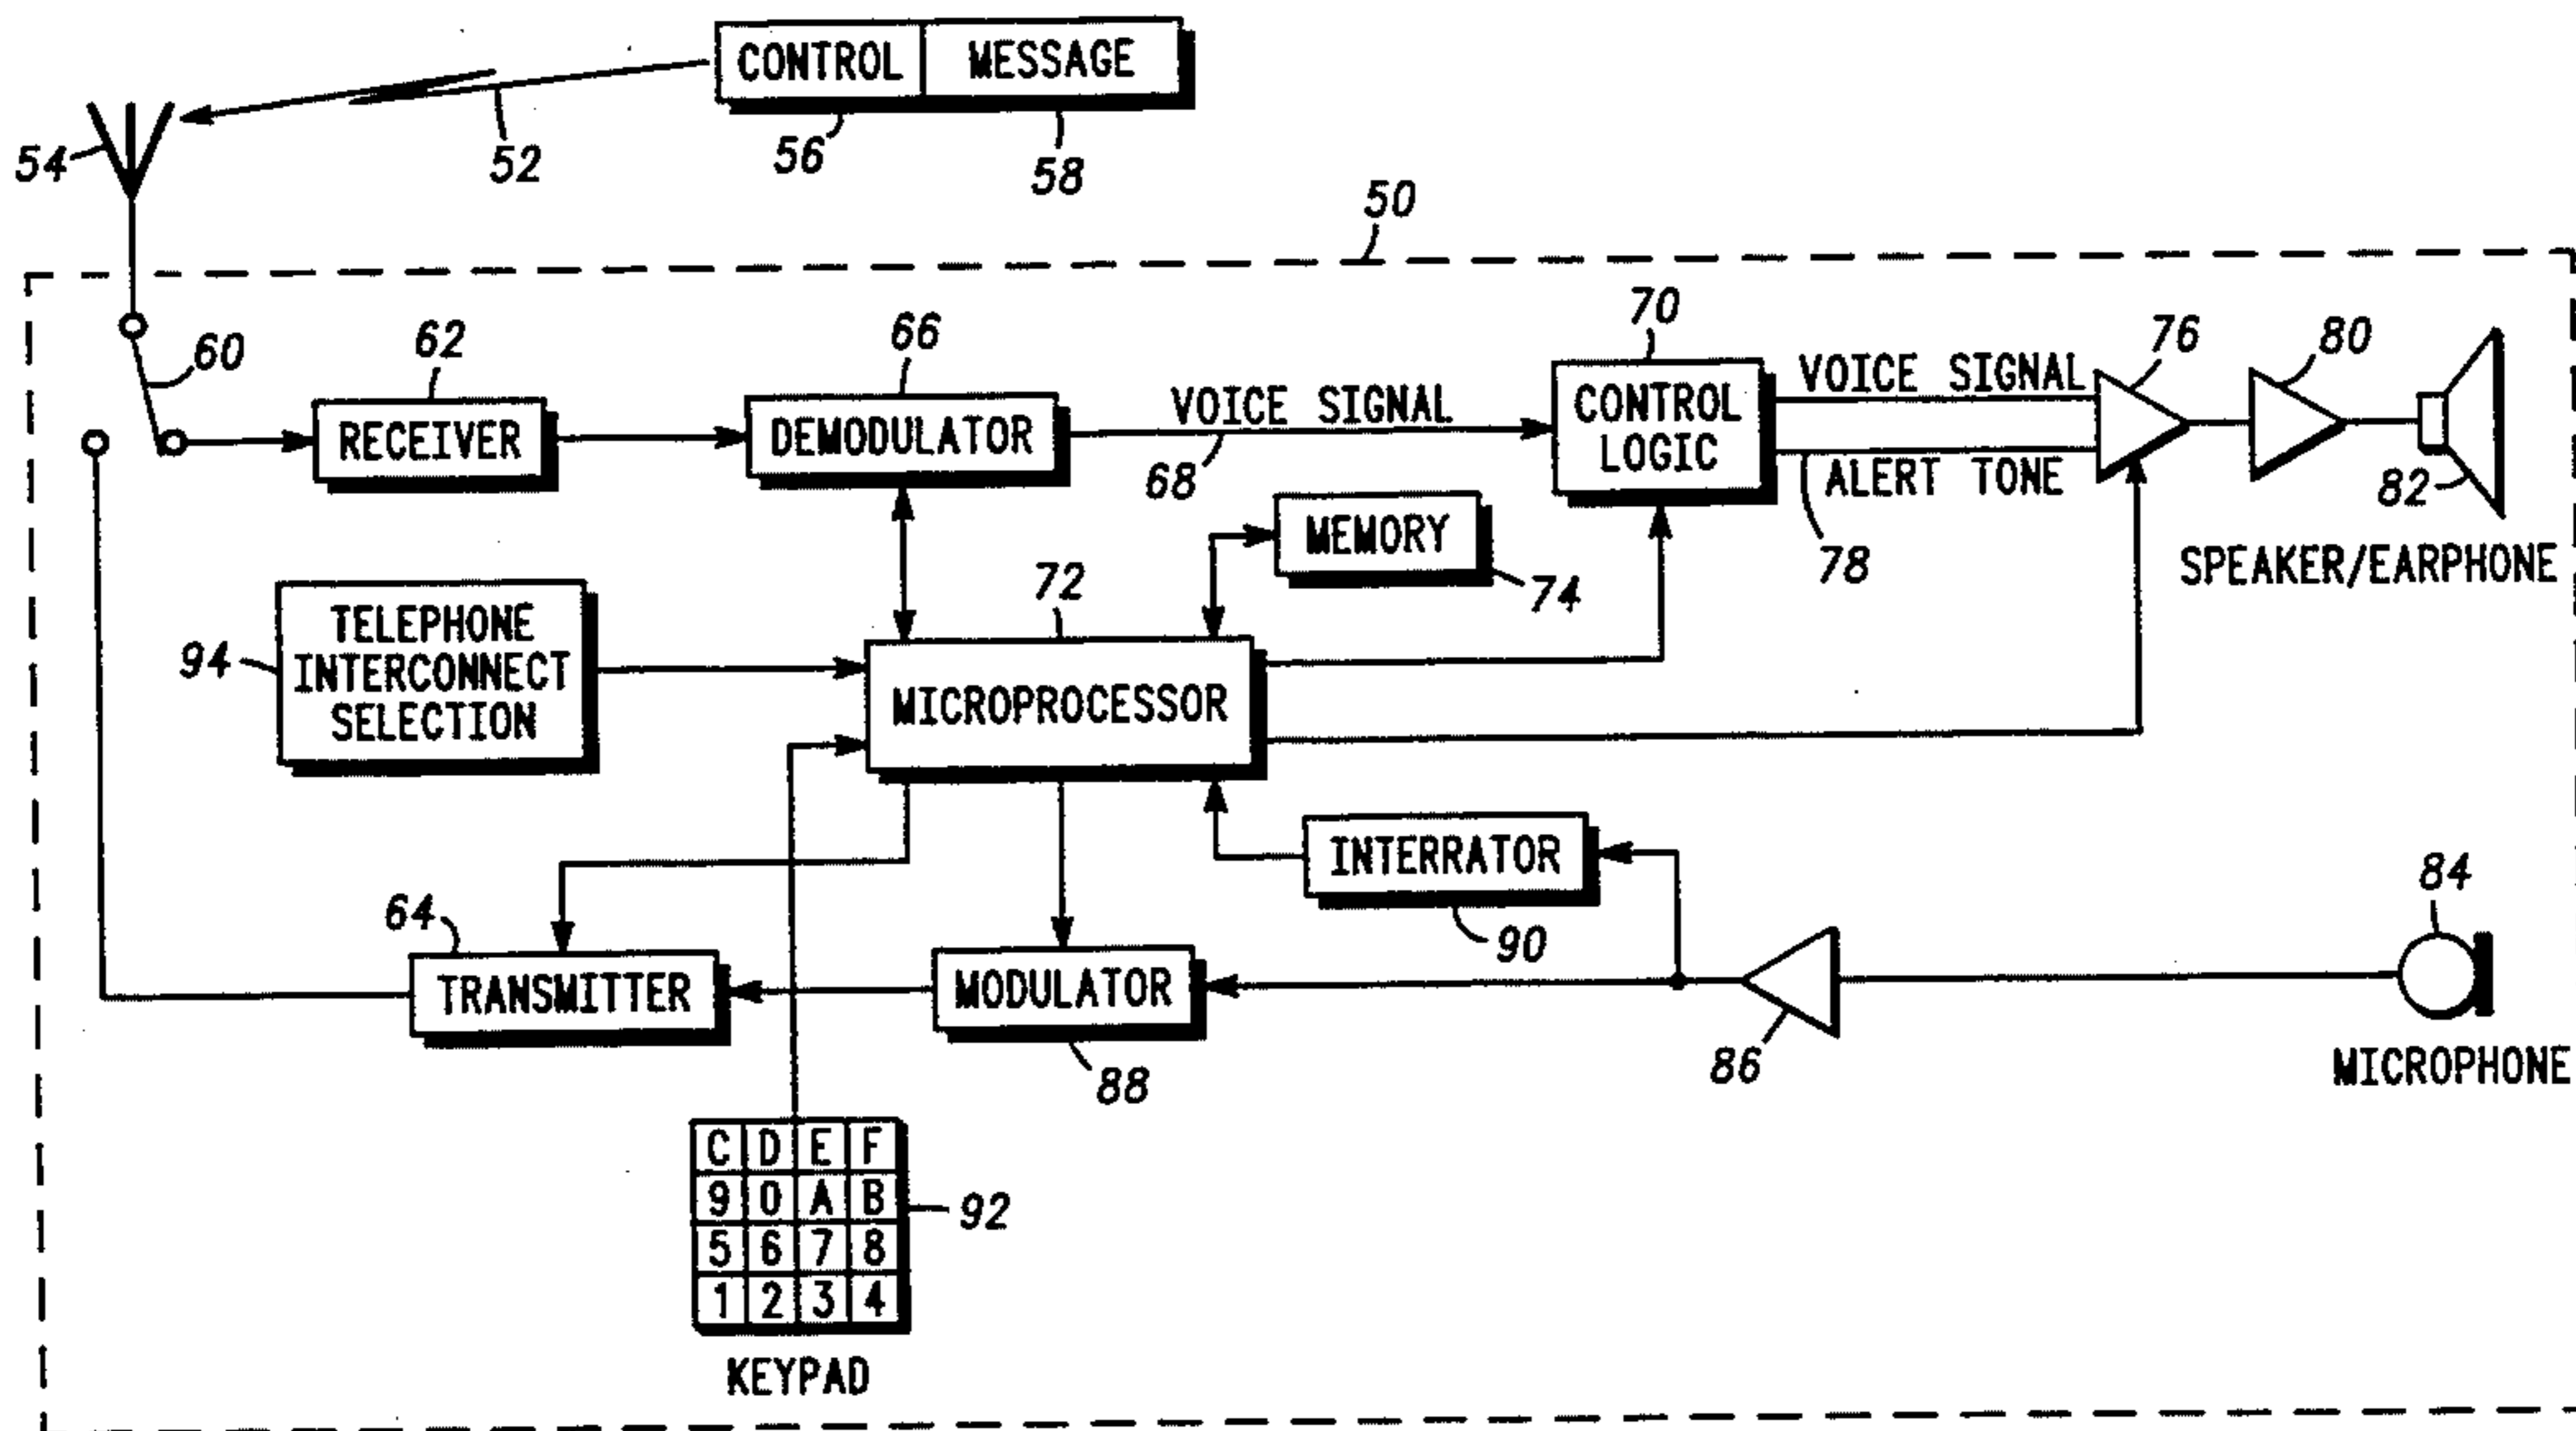 CONTROL MESSAGE
54
52
56
58
50
60
62
66
70
76
80
RECEIVER
DEMODULATOR
VOICE SIGNAL
68
CONTROL
LOGIC
VOICE SIGNAL
ALERT TONE
78
82
SPEAKER/EARPHONE
MEMORY
74
72
94
TELEPHONE
INTERCONNECT
SELECTION
MICROPROCESSOR
INTERRATOR
90
84
64
TRANSMITTER
MODULATOR
88
86
MICROPHONE
C D E F
9 0 A B
5 6 7 8
1 2 3 4
92
KEYPAD